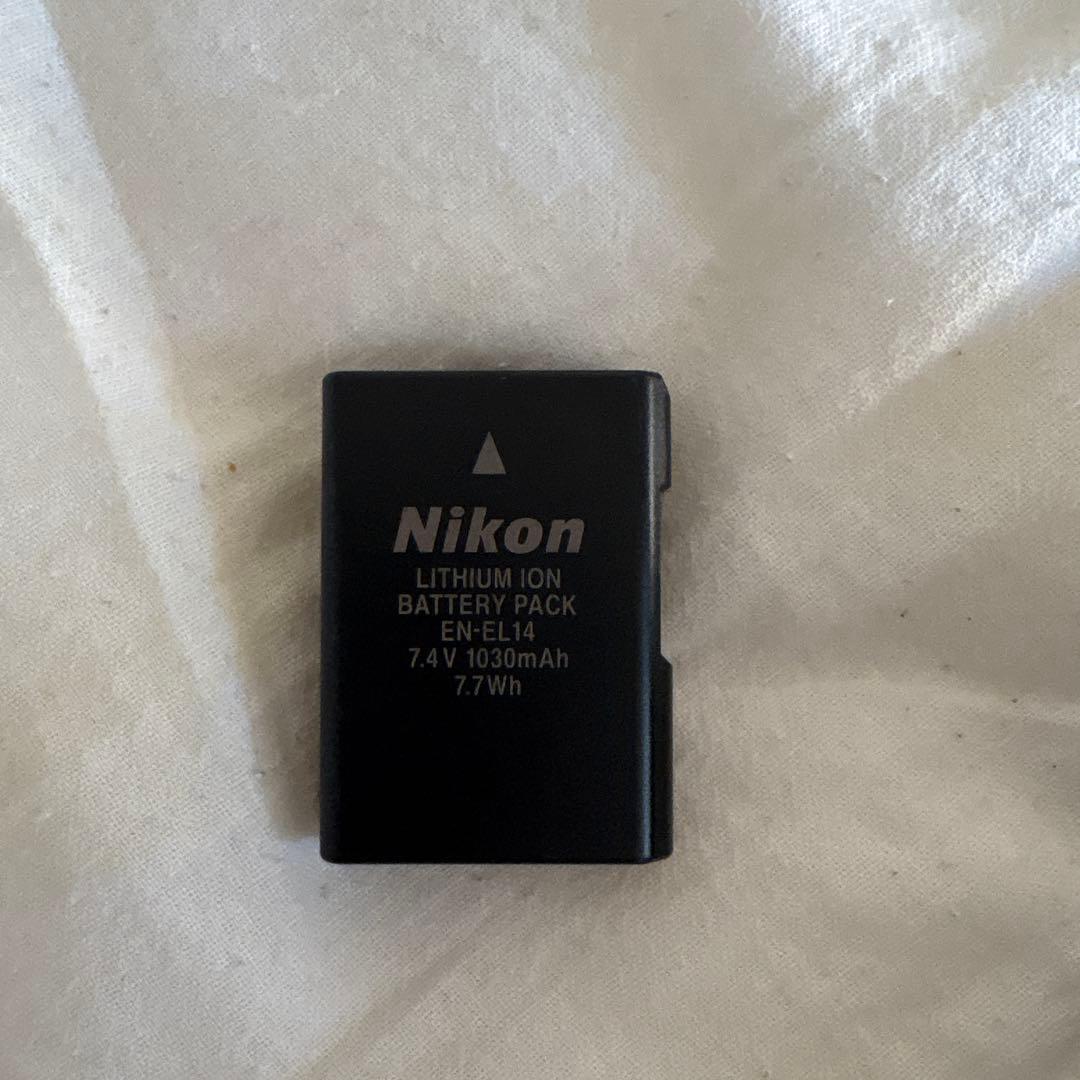 Nikon
LITHIUM ION
BATTERY PACK
EN-EL14
7.4V 1030mAh
7.7Wh